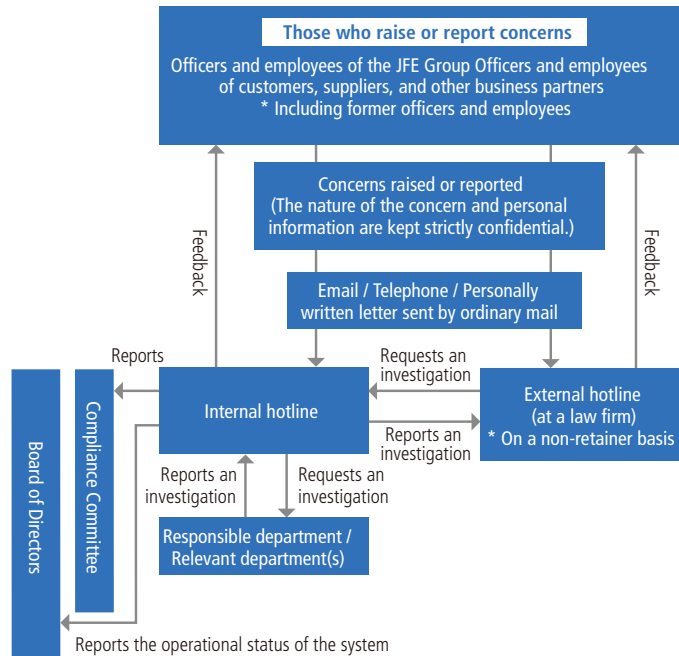 Those who raise or report concerns
Officers and employees of the JFE Group Officers and employees
of customers, suppliers, and other business partners
* Including former officers and employees
Concerns raised or reported
(The nature of the concern and personal
information are kept strictly confidential.)
Feedback
Feedback
Email / Telephone / Personally
written letter sent by ordinary mail
Reports
Requests an
investigation
Board of Directors
Compliance Committee
Internal hotline
External hotline
(at a law firm)
* On a non-retainer basis
Reports an
investigation
Reports an
investigation
Requests an
investigation
Responsible department /
Relevant department(s)
Reports the operational status of the system